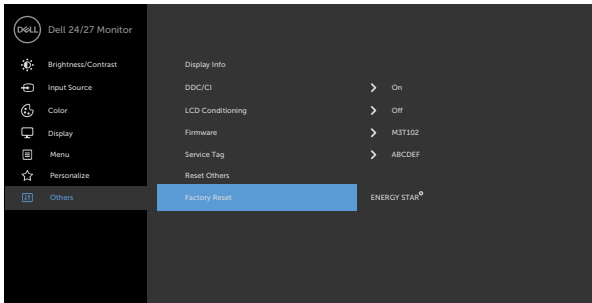 DELL Dell 24/27 Monitor
Brightness/Contrast Display Info
Input Source DDC/CI On
Color LCD Conditioning Off
Display Firmware M3T102
Menu Service Tag ABCDEF
Personalize Reset Others
Others Factory Reset ENERGY STAR®